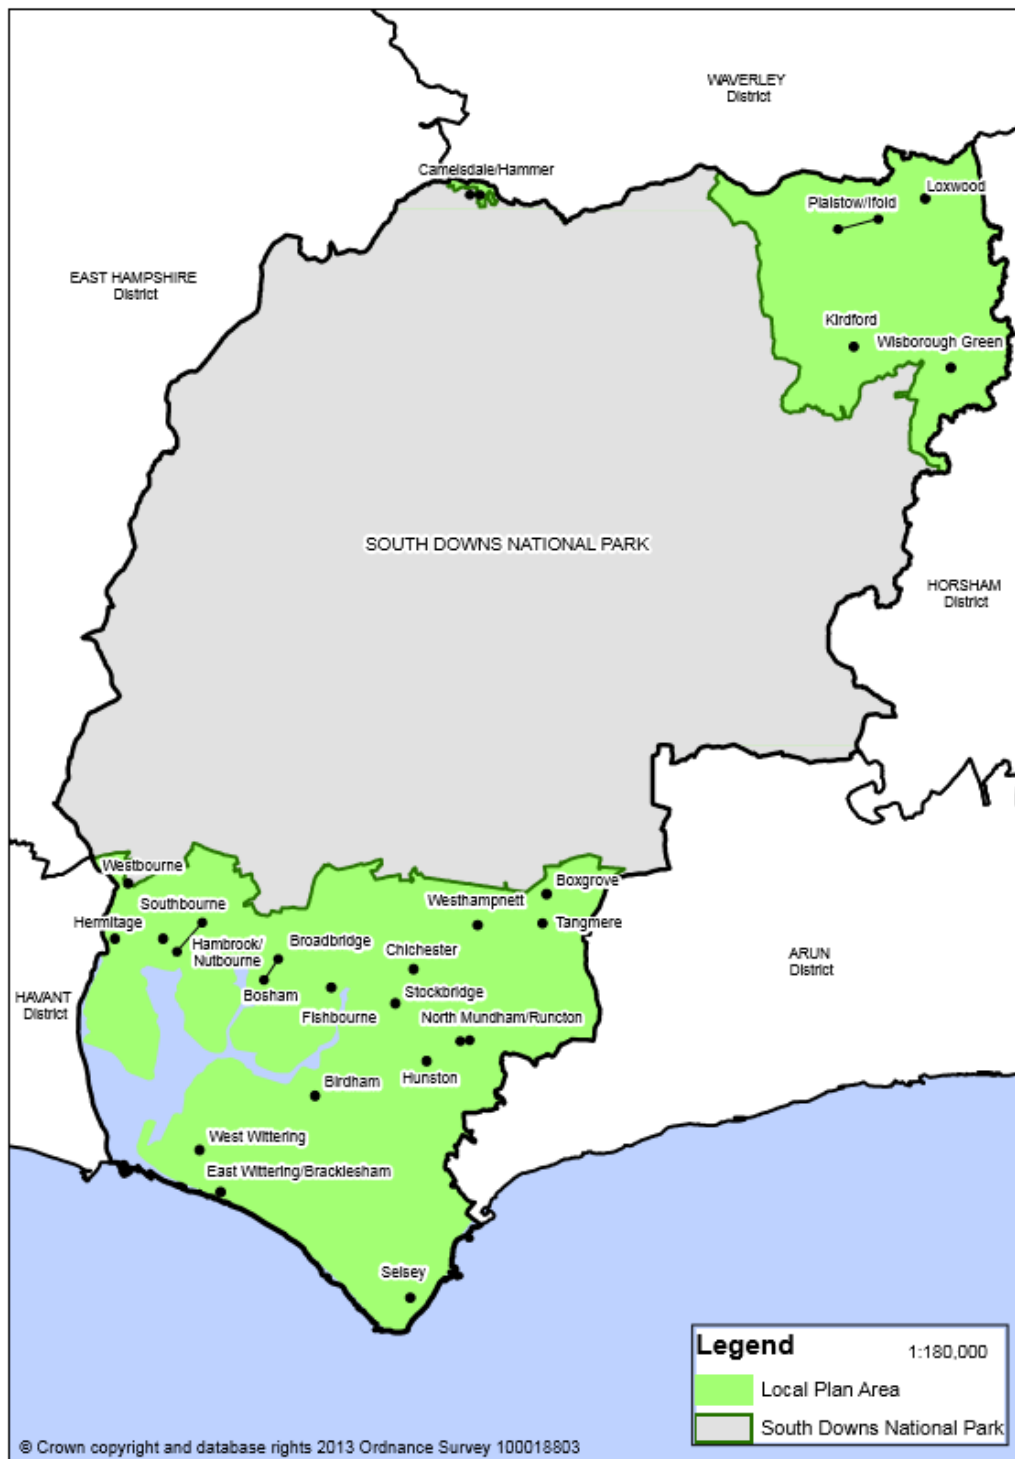 WAVERLEY
District
Camelsdale/Hammer
Loxwood
Plaistow/Ifold
EAST HAMPSHIRE
District
Kirdford
Wisborough Green
SOUTH DOWNS NATIONAL PARK
HORSHAM
District
Westbourne
Boxgrove
Southbourne
Westhampnett
Hermitage
Tangmere
Hambrook/
Nutbourne
Broadbridge
Chichester
ARUN
District
HAVANT
District
Bosham
Stockbridge
Fishbourne
North Mundham/Runcton
Hunston
Birdham
West Wittering
East Wittering/Bracklesham
Selsey
Legend
1:180,000
Local Plan Area
South Downs National Park
© Crown copyright and database rights 2013 Ordnance Survey 100018803